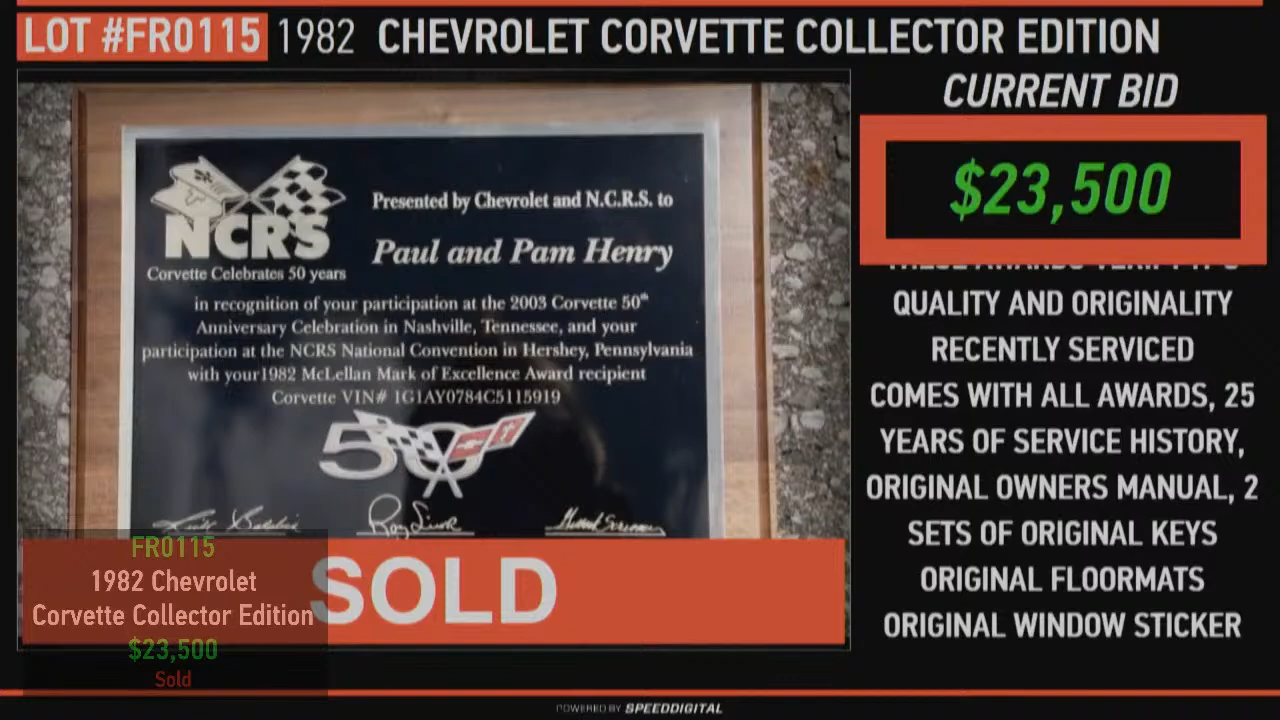 LOT #FR0115 1982 CHEVROLET CORVETTE COLLECTOR EDITION
CURRENT BID
$23,500
NCRS
Corvette Celebrates 50 years
Presented by Chevrolet and N.C.R.S. to
Paul and Pam Henry
in recognition of your participation at the 2003 Corvette 50th
Anniversary Celebration in Nashville, Tennessee, and your
participation at the NCRS National Convention in Hershey, Pennsylvania
with your1982 McLellan Mark of Excellence Award recipient
Corvette VIN# 1G1AY0784C5115919
50
QUALITY AND ORIGINALITY
RECENTLY SERVICED
COMES WITH ALL AWARDS, 25
YEARS OF SERVICE HISTORY,
ORIGINAL OWNERS MANUAL, 2
SETS OF ORIGINAL KEYS
ORIGINAL FLOORMATS
ORIGINAL WINDOW STICKER
SOLD
FR0115
1982 Chevrolet
Corvette Collector Edition
$23,500
Sold
POWERED BY SPEEDDIGITAL